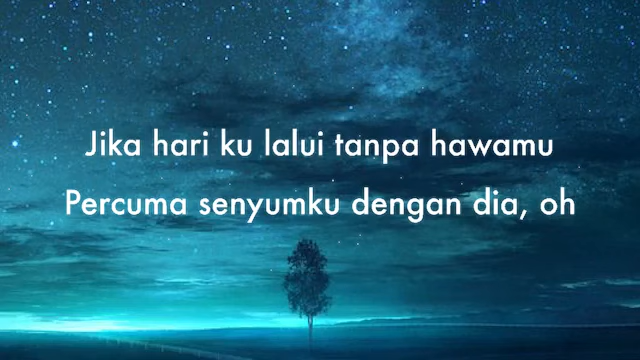 Jika hari ku lalui tanpa hawamu
Percuma senyumku dengan dia, oh